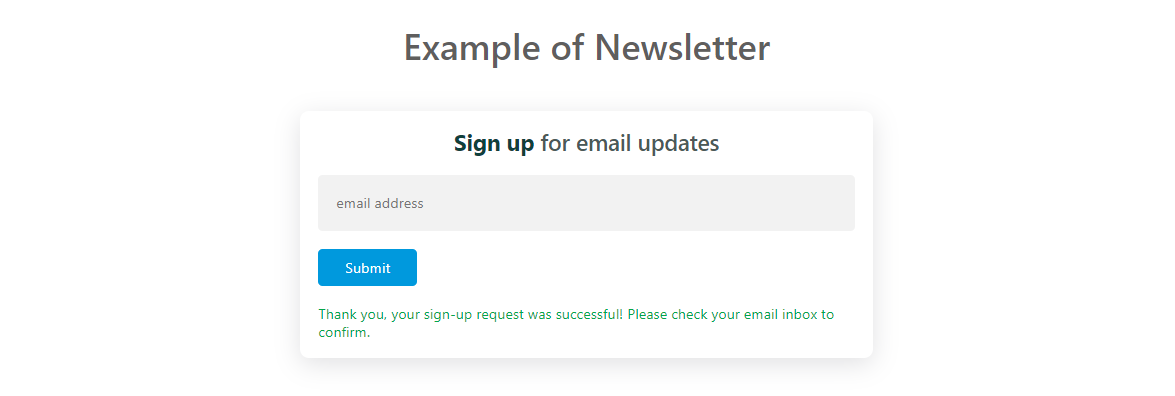 Example of Newsletter
Sign up for email updates
email address
Submit
Thank you, your sign-up request was successful! Please check your email inbox to
confirm.